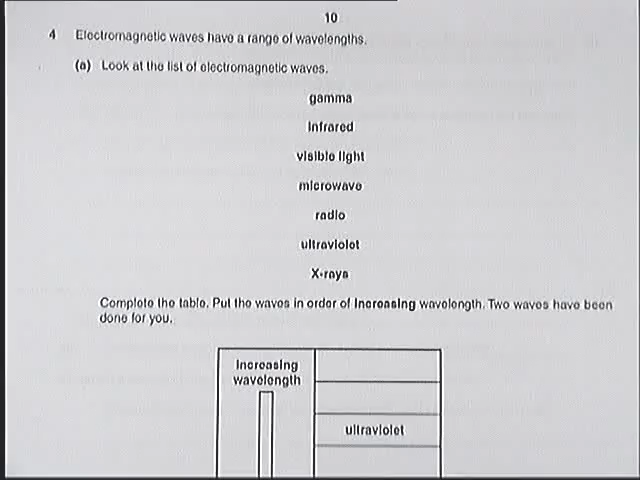 10
4 Electromagnetic waves have a range of wavelengths.
(a) Look at the list of electromagnetic waves.
gamma
infrared
visible light
microwave
radio
ultraviolet
X-rays
Complete the table. Put the waves in order of increasing wavelength. Two waves have been
done for you.
increasing
wavelength
ultraviolet